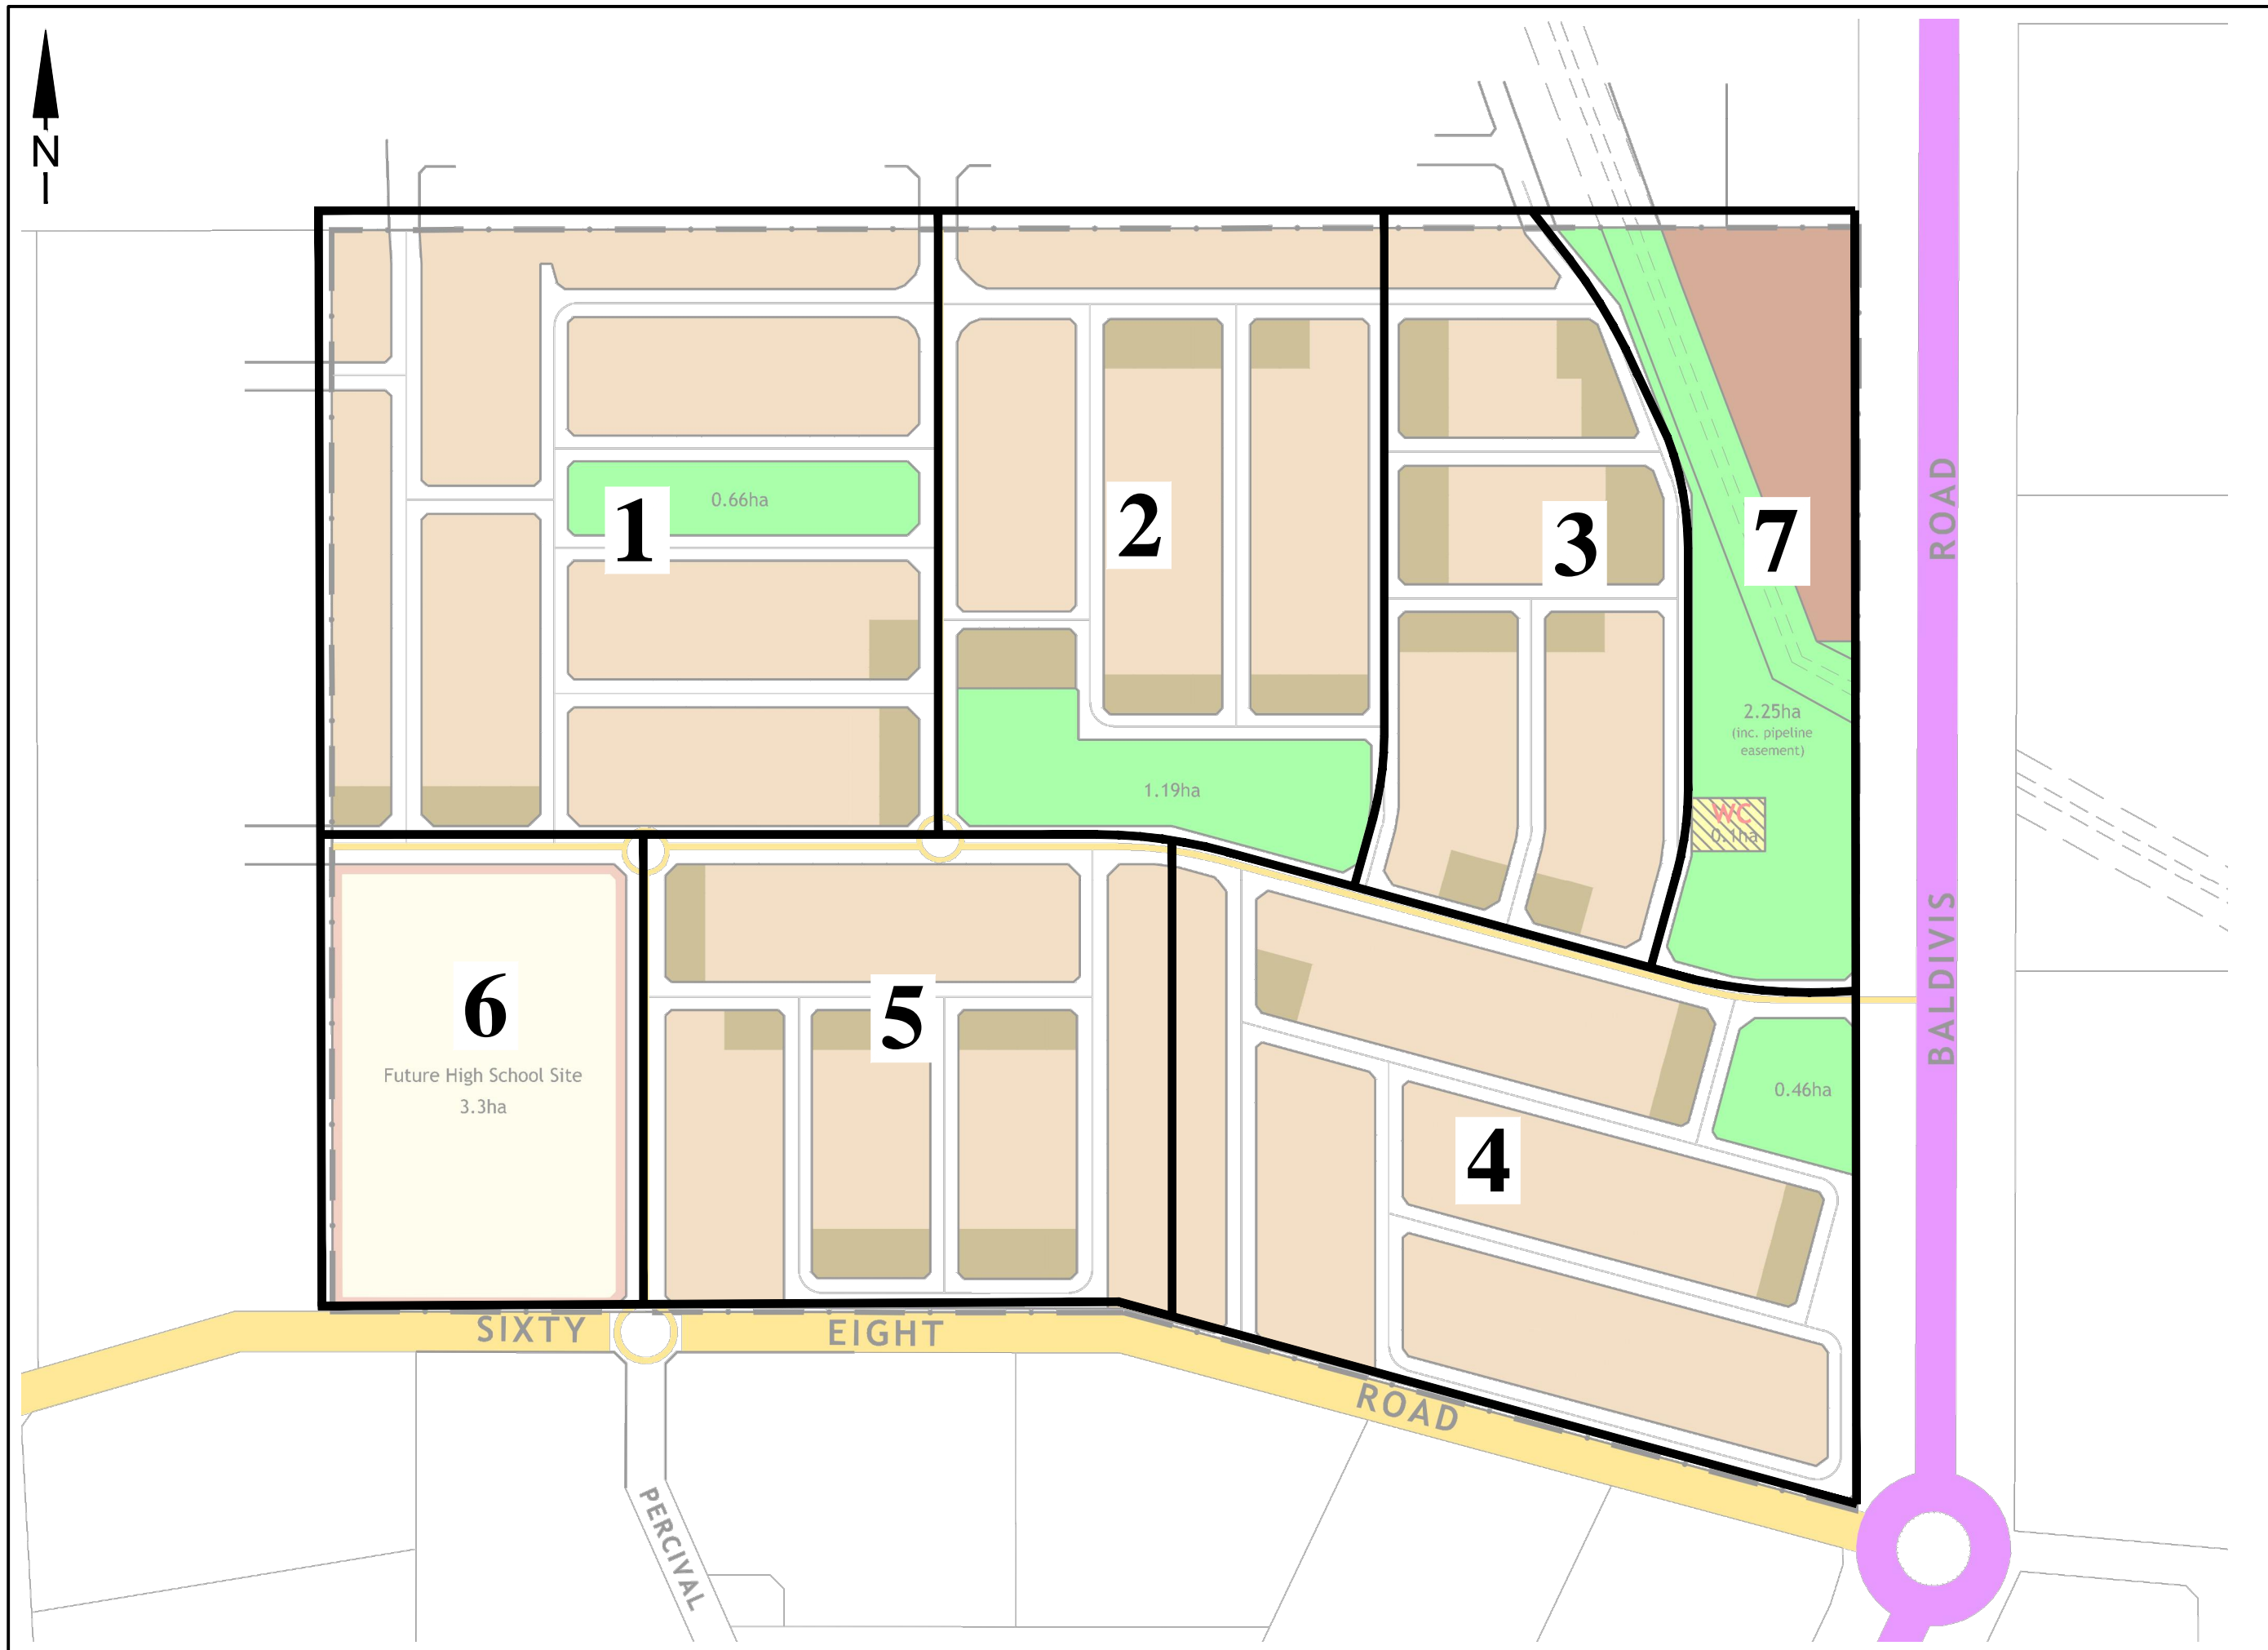 N
ROAD
0.66ha
1
2
3
7
2.25ha
(inc. pipeline
easement)
1.19ha
WC
0.1ha
BALDIVIS
6
5
Future High School Site
3.3ha
0.46ha
4
SIXTY
EIGHT
ROAD
PERCIVAL